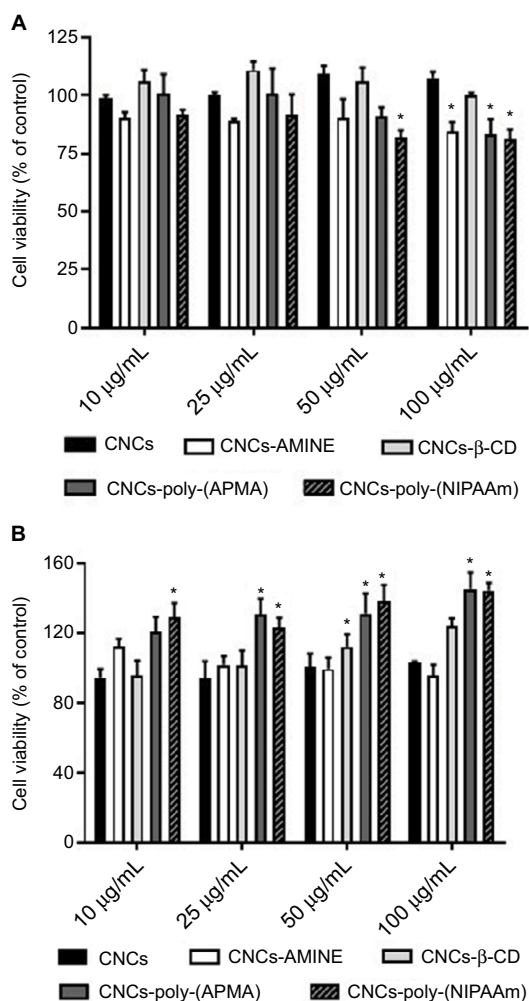 A
Cell viability (% of control)
125
100
75
50
25
0
* * * *
10 µg/mL
25 µg/mL
50 µg/mL
100 µg/mL
CNCs
CNCs-AMINE
CNCs-β-CD
CNCs-poly-(APMA)
CNCs-poly-(NIPAAm)
B
Cell viability (% of control)
160
120
80
40
0
* * * * * * * *
10 µg/mL
25 µg/mL
50 µg/mL
100 µg/mL
CNCs
CNCs-AMINE
CNCs-β-CD
CNCs-poly-(APMA)
CNCs-poly-(NIPAAm)